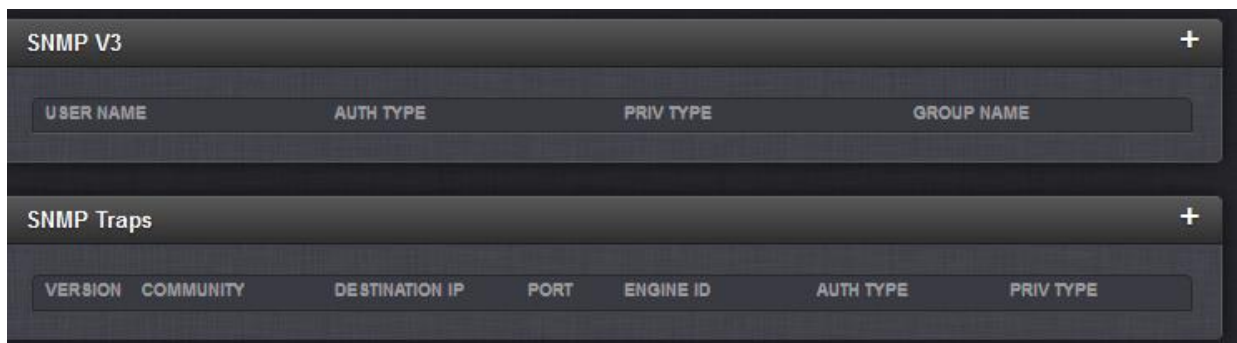 SNMP V3 +
USER NAME AUTH TYPE PRIV TYPE GROUP NAME
SNMP Traps +
VERSION COMMUNITY DESTINATION IP PORT ENGINE ID AUTH TYPE PRIV TYPE